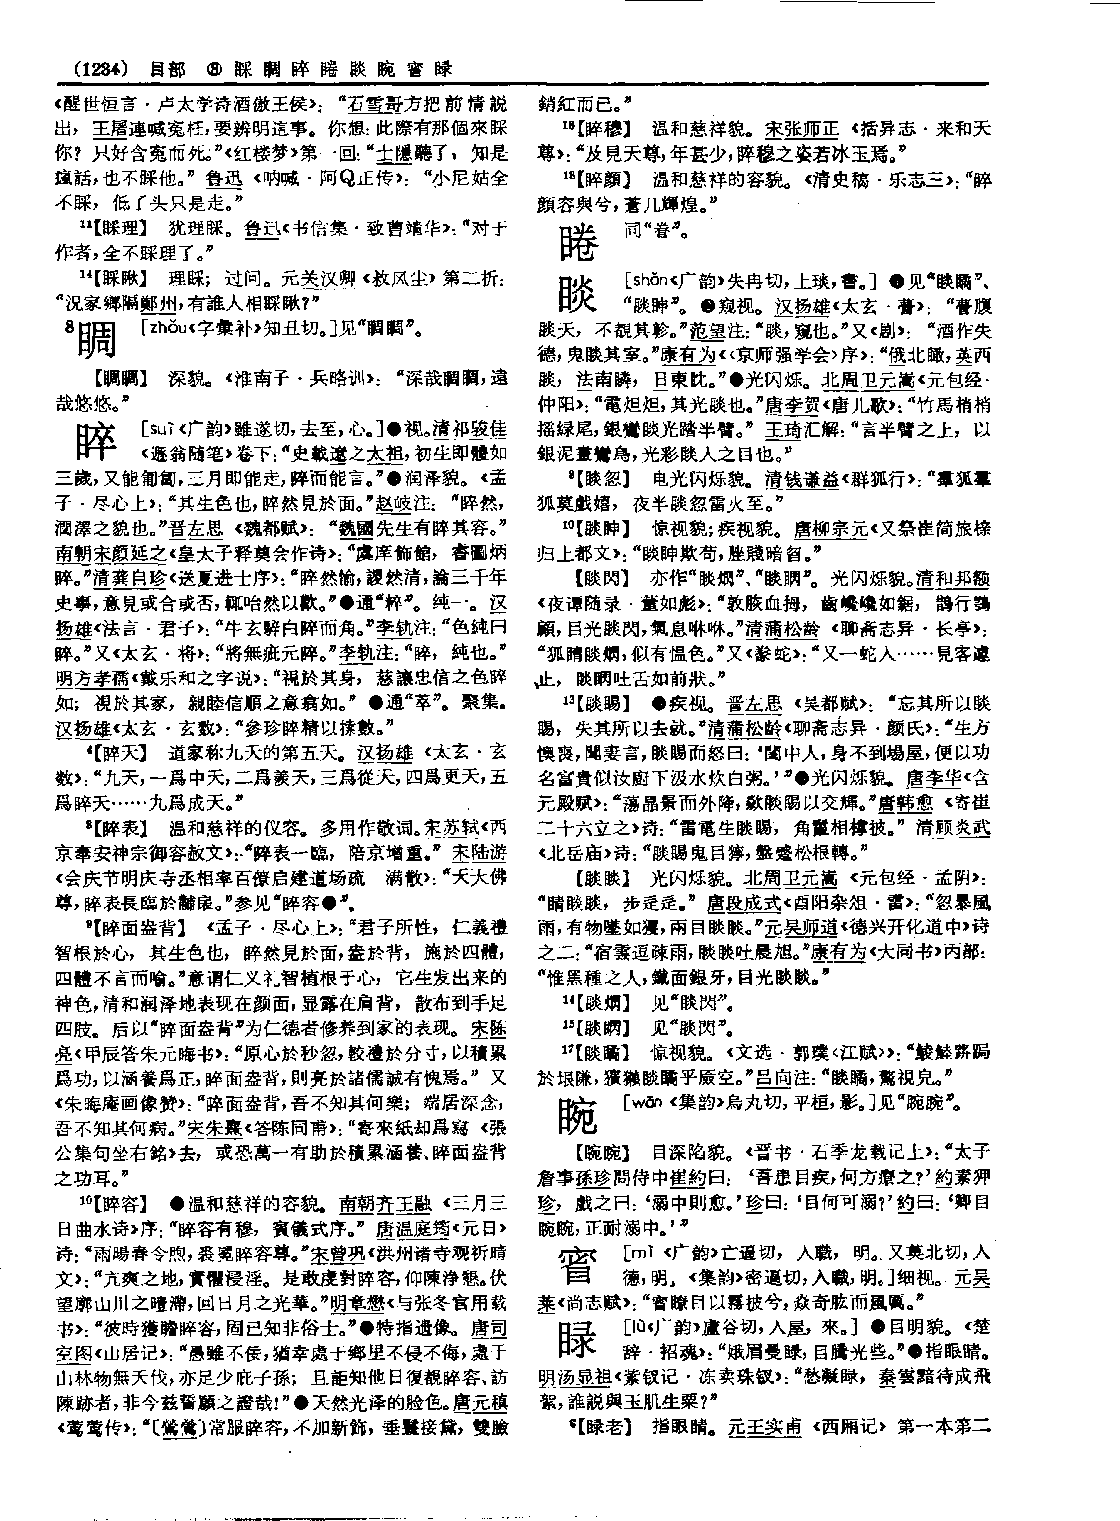 (1234) 目部 ⑧ 睬 睭 睟 睠 睒 睕 䁇 睩
《醒世恒言·卢太学诗酒傲王侯》：“石雪哥方把前情説
出，王屠連喊冤枉，要辨明這事。你想：此際有那個來睬
你？只好含冤而死。”《红楼梦》第一回：“士隱聽了，知是
瘋話，也不睬他。”鲁迅《呐喊·阿Q正传》：“小尼姑全
不睬，低了头只是走。”
11【睬理】 犹理睬。鲁迅《书信集·致曹靖华》：“对于
作者，全不睬理了。”
14【睬瞅】 理睬；过问。元关汉卿《救风尘》第二折：
“況家鄉隔鄭州，有誰人相睬瞅？”
8睭 [zhǒu《字彙补》知丑切。]见“睭睭”。
【睭睭】 深貌。《淮南子·兵略训》：“深哉睭睭，遠
哉悠悠。”
睟 [suì《广韵》雖遂切，去至，心。]●视。清祁骏佳
《遯翁随笔》卷下：“史載遼之太祖，初生即體如
三歲，又能匍匐，三月即能走，睟而能言。”●润泽貌。《孟
子·尽心上》：“其生色也，睟然見於面。”赵岐注：“睟然，
潤澤之貌也。”晋左思《魏都赋》：“魏國先生有睟其容。”
南朝宋颜延之《皇太子释奠会作诗》：“虞庠飾館，睿圖炳
睟。”清龚自珍《送夏进士序》：“睟然愉，謖然清，論三千年
史事，意見或合或否，輒咍然以歡。”●通“粹”。纯一。汉
扬雄《法言·君子》：“牛玄騂白睟而角。”李轨注：“色純曰
睟。”又《太玄·将》：“將無疵元睟。”李轨注：“睟，純也。”
明方孝孺《戴乐和之字说》：“視於其身，慈讓忠信之色睟
如；視於其家，親睦信順之意翕如。”●通“萃”。聚集。
汉扬雄《太玄·玄数》：“參珍睟精以揉數。”
4【睟天】 道家称九天的第五天。汉扬雄《太玄·玄
数》：“九天，一爲中天，二爲羨天，三爲從天，四爲更天，五
爲睟天……九爲成天。”
8【睟表】 温和慈祥的仪容。多用作敬词。宋苏轼《西
京奉安神宗御容赦文》：“睟表一臨，陪京增重。”宋陆游
《会庆节明庆寺丞相率百僚启建道场疏 满散》：“大大佛
尊，睟表長臨於黼扆。”参见“睟容●”。
9【睟面盎背】 《孟子·尽心上》：“君子所性，仁義禮
智根於心，其生色也，睟然見於面，盎於背，施於四體，
四體不言而喻。”意谓仁义礼智植根于心，它生发出来的
神色，清和润泽地表现在颜面，显露在肩背，散布到手足
四肢。后以“睟面盎背”为仁德者修养到家的表现。宋陈
亮《甲辰答朱元晦书》：“原心於秒忽，較禮於分寸，以積累
爲功，以涵養爲正，睟面盎背，則亮於諸儒誠有愧焉。”又
《朱晦庵画像赞》：“睟面盎背，吾不知其何樂；端居深念，
吾不知其何病。”宋朱熹《答陈同甫》：“寄來紙却爲寫《張
公集句坐右銘》去，或恐萬一有助於積累涵養、睟面盎背
之功耳。”
10【睟容】 ●温和慈祥的容貌。南朝齐王融《三月三
日曲水诗》序：“睟容有穆，賓儀式序。”唐温庭筠《元日》
诗：“雨暘春令煦，裘冕睟容尊。”宋曾巩《洪州诸寺观祈晴
文》：“亢爽之地，實罹祲淫。是敢虔對睟容，仰陳淨懇。伏
望廓山川之曀滯，回日月之光華。”明章懋《与张冬官用载
书》：“彼時獲瞻睟容，固已知非俗士。”●特指遗像。唐司
空图《山居记》：“愚雖不佞，猶幸處于鄉里不侵不侮，處于
山林物無夭伐，亦足少庇子孫；且詎知他日復覩睟容、訪
陳跡者，非今兹誓願之證哉！”●天然光泽的脸色。唐元稹
《莺莺传》：“〔鶯鶯〕常服睟容，不加新飾，垂鬟接黛，雙臉
銷紅而已。”
16【睟穆】 温和慈祥貌。宋张师正《括异志·来和天
尊》：“及見天尊，年甚少，睟穆之姿若冰玉焉。”
18【睟顔】 温和慈祥的容貌。《清史稿·乐志三》：“睟
顔容與兮，蒼几輝煌。”
睠 同“眷”。
睒 [shǎn《广韵》失冉切，上琰，書。]●见“睒矞”、
“睒眒”。●窥视。汉扬雄《太玄·瞢》：“瞢腹
睒天，不覩其畛。”范望注：“睒，窺也。”又《剧》：“酒作失
德，鬼睒其室。”康有为《〈京师强学会〉序》：“俄北瞰，英西
睒，法南瞵，日東眈。”●光闪烁。北周卫元嵩《元包经·
仲阳》：“電烜烜，其光睒也。”唐李贺《唐儿歌》：“竹馬梢梢
摇緑尾，銀鸞睒光踏半臂。”王琦汇解：“言半臂之上，以
銀泥畫鸞鳥，光彩睒人之目也。”
8【睒忽】 电光闪烁貌。清钱谦益《群狐行》：“羣狐羣
狐莫戲嬉，夜半睒忽雷火至。”
10【睒眒】 惊视貌；疾视貌。唐柳宗元《又祭崔简旅榇
归上都文》：“睒眒欺苟，脞賤暗曶。”
【睒閃】 亦作“睒烱”、“睒睭”。光闪烁貌。清和邦额
《夜谭随录·董如彪》：“敦脄血拇，齒巉巉如鋸，鵲行鶚
顧，目光睒閃，氣息咻咻。”清蒲松龄《聊斋志异·长亭》：
“狐睛睒烱，似有愠色。”又《豢蛇》：“又一蛇入……見客遽
止，睒睭吐舌如前狀。”
13【睒睗】 ●疾视。晋左思《吴都赋》：“忘其所以睒
睗，失其所以去就。”清蒲松龄《聊斋志异·颜氏》：“生方
懊喪，聞妻言，睒睗而怒曰：‘閨中人，身不到場屋，便以功
名富貴似汝廚下汲水炊白粥。’”●光闪烁貌。唐李华《含
元殿赋》：“蕩晶景而外降，歘睒睗以交輝。”唐韩愈《寄崔
二十六立之》诗：“雷電生睒睗，角鬣相撑披。”清顾炎武
《北岳庙》诗：“睒睗鬼目獰，盤蹙松根轉。”
【睒睒】 光闪烁貌。北周卫元嵩《元包经·孟阴》：
“睛睒睒，步逕逕。”唐段成式《酉阳杂俎·雷》：“忽暴風
雨，有物墜如玃，兩目睒睒。”元吴师道《德兴开化道中》诗
之二：“宿靄逗疎雨，睒睒吐晨旭。”康有为《大同书》丙部：
“惟黑種之人，鐵面銀牙，目光睒睒。”
14【睒烱】 见“睒閃”。
15【睒睭】 见“睒閃”。
17【睒矞】 惊视貌。《文选·郭璞〈江赋〉》：“鯪鯥踦跼
於垠隒，獱獺睒矞乎厱空。”吕向注：“睒矞，驚視皃。”
睕 [wān《集韵》烏丸切，平桓，影。]见“睕睕”。
【睕睕】 目深陷貌。《晋书·石季龙载记上》：“太子
詹事孫珍問侍中崔約曰：‘吾患目疾，何方療之？’約素狎
珍，戲之曰：‘溺中則愈。’珍曰：‘目何可溺？’約曰：‘卿目
睕睕，正耐溺中。’”
䁇 [mì《广韵》亡逼切，入職，明。又莫北切，入
德，明。《集韵》密逼切，入職，明。]细视。元吴
莱《尚志赋》：“䁇瞭目以霧披兮，焱奇肱而風厲。”
睩 [lù《广韵》盧谷切，入屋，來。]●目明貌。《楚
辞·招魂》：“娥眉曼睩，目騰光些。”●指眼睛。
明汤显祖《紫钗记·冻卖珠钗》：“愁凝睩，秦雲黯待成飛
絮，誰説與玉肌生粟？”
6【睩老】 指眼睛。元王实甫《西厢记》第一本第二